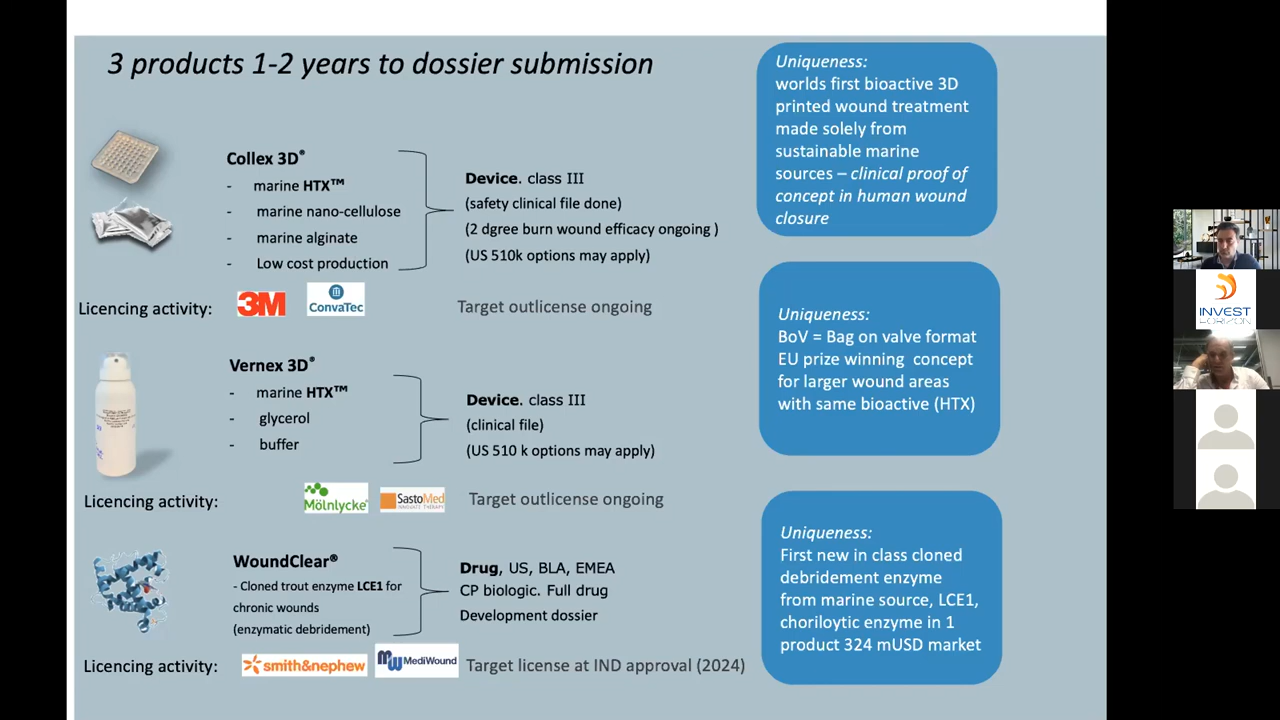 3 products 1-2 years to dossier submission
Collex 3D®
- marine HTX™
- marine nano-cellulose
- marine alginate
- Low cost production
Device. class III
(safety clinical file done)
(2 dgree burn wound efficacy ongoing )
(US 510k options may apply)
Uniqueness:
worlds first bioactive 3D
printed wound treatment
made solely from
sustainable marine
sources – clinical proof of
concept in human wound
closure
Licencing activity:
3M
ConvaTec
Target outlicense ongoing
Vernex 3D®
- marine HTX™
- glycerol
- buffer
Device. class III
(clinical file)
(US 510 k options may apply)
Uniqueness:
BoV = Bag on valve format
EU prize winning concept
for larger wound areas
with same bioactive (HTX)
Licencing activity:
Mölnlycke®
SastoMed
INNOVATIVE THERAPY
Target outlicense ongoing
WoundClear®
- Cloned trout enzyme LCE1 for
chronic wounds
(enzymatic debridement)
Drug, US, BLA, EMEA
CP biologic. Full drug
Development dossier
Uniqueness:
First new in class cloned
debridement enzyme
from marine source, LCE1,
choriloytic enzyme in 1
product 324 mUSD market
Licencing activity:
smith&nephew
MediWound
Target license at IND approval (2024)
INVEST
HORIZON